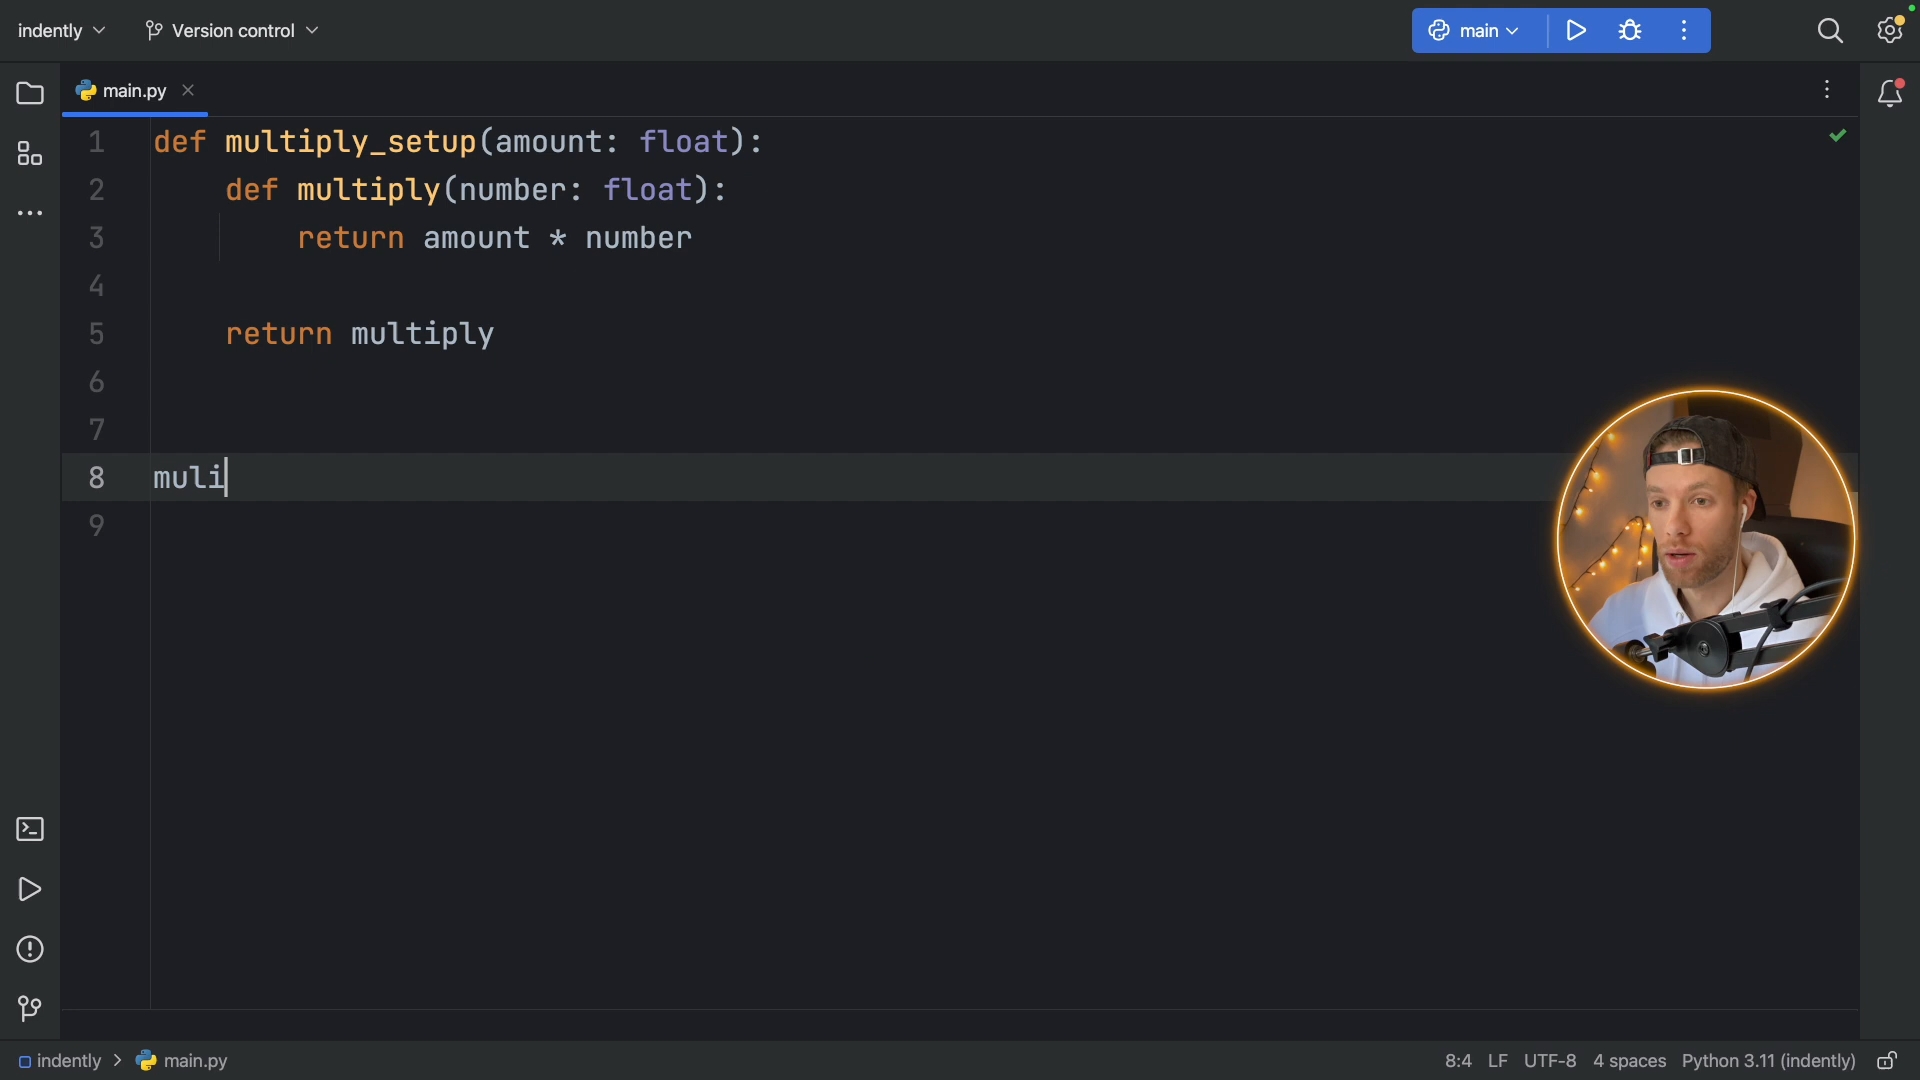 indently
Version control
main
main.py
1 def multiply_setup(amount: float):
2 def multiply(number: float):
3 return amount * number
4
5 return multiply
6
7
8 muli
9
indently > main.py
8:4 LF UTF-8 4 spaces Python 3.11 (indently)